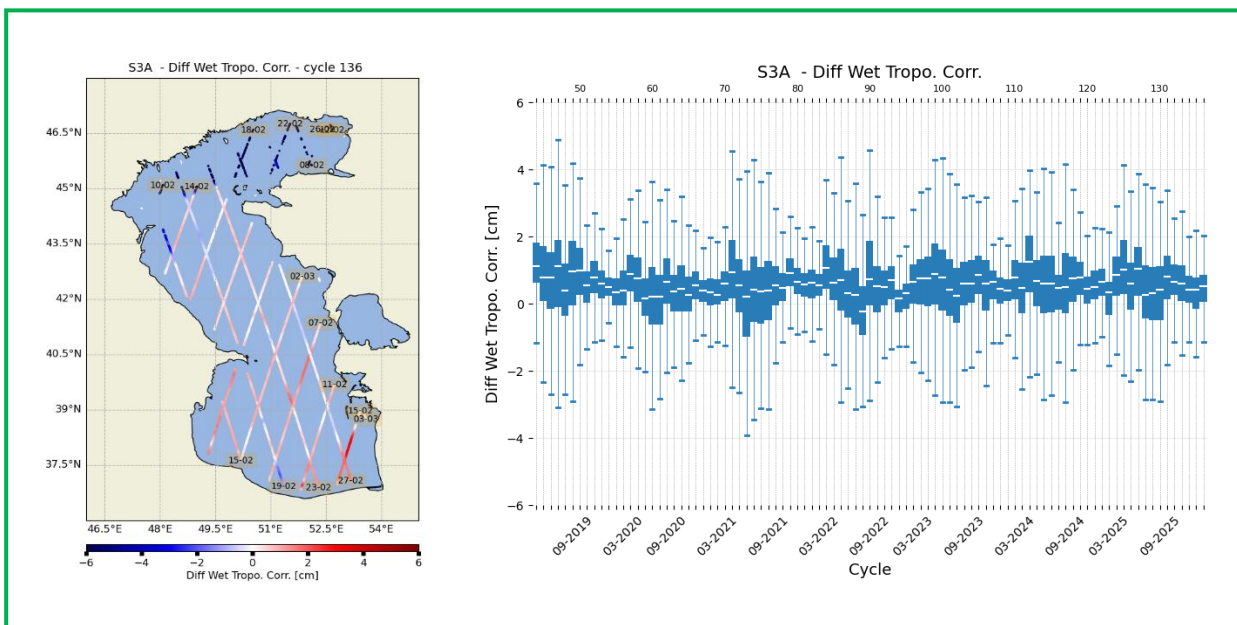 S3A - Diff Wet Tropo. Corr. - cycle 136
46.5°N
45°N
43.5°N
42°N
40.5°N
39°N
37.5°N
18-02
22-02
08-02
10-02
14-02
02-03
07-02
11-02
15-02
03-03
15-02
19-02
23-02
27-02
46.5°E 48°E 49.5°E 51°E 52.5°E 54°E
−6 −4 −2 0 2 4 6
Diff Wet Tropo. Corr. [cm]
S3A - Diff Wet Tropo. Corr.
50 60 70 80 90 100 110 120 130
6
4
2
0
−2
−4
−6
Diff Wet Tropo. Corr. [cm]
09-2019 03-2020 09-2020 03-2021 09-2021 03-2022 09-2022 03-2023 09-2023 03-2024 09-2024 03-2025 09-2025
Cycle